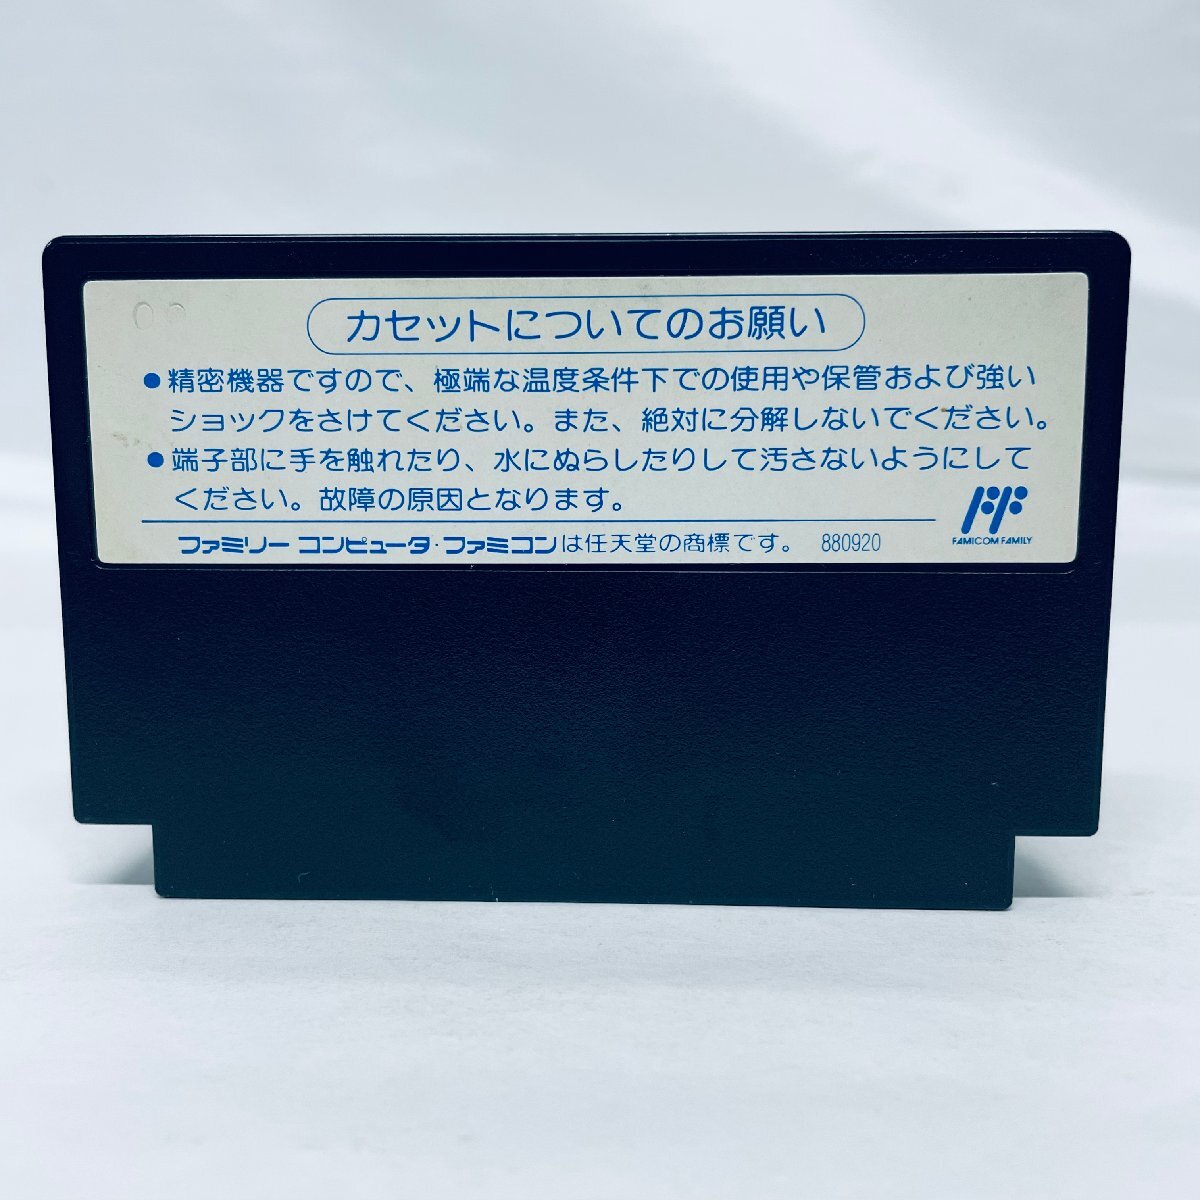 カセットについてのお願い
●精密機器ですので、極端な温度条件下での使用や保管および強い
ショックをさけてください。また、絶対に分解しないでください。
●端子部に手を触れたり、水にぬらしたりして汚さないようにして
ください。故障の原因となります。
FF
FAMICOM FAMILY
ファミリーコンピュータ・ファミコンは任天堂の商標です。 880920